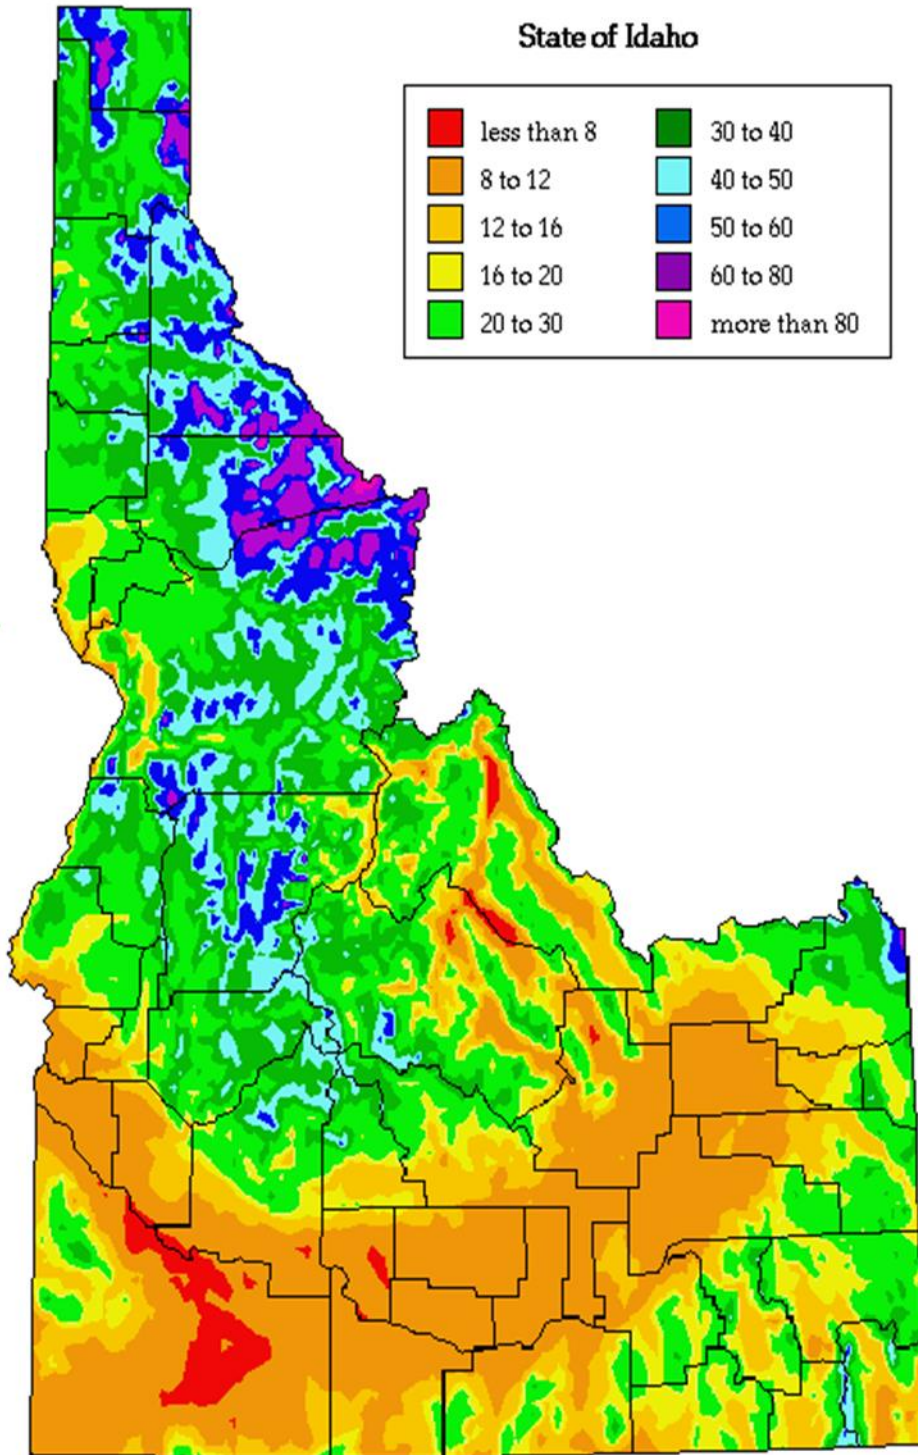 State of Idaho
less than 8
8 to 12
12 to 16
16 to 20
20 to 30
30 to 40
40 to 50
50 to 60
60 to 80
more than 80